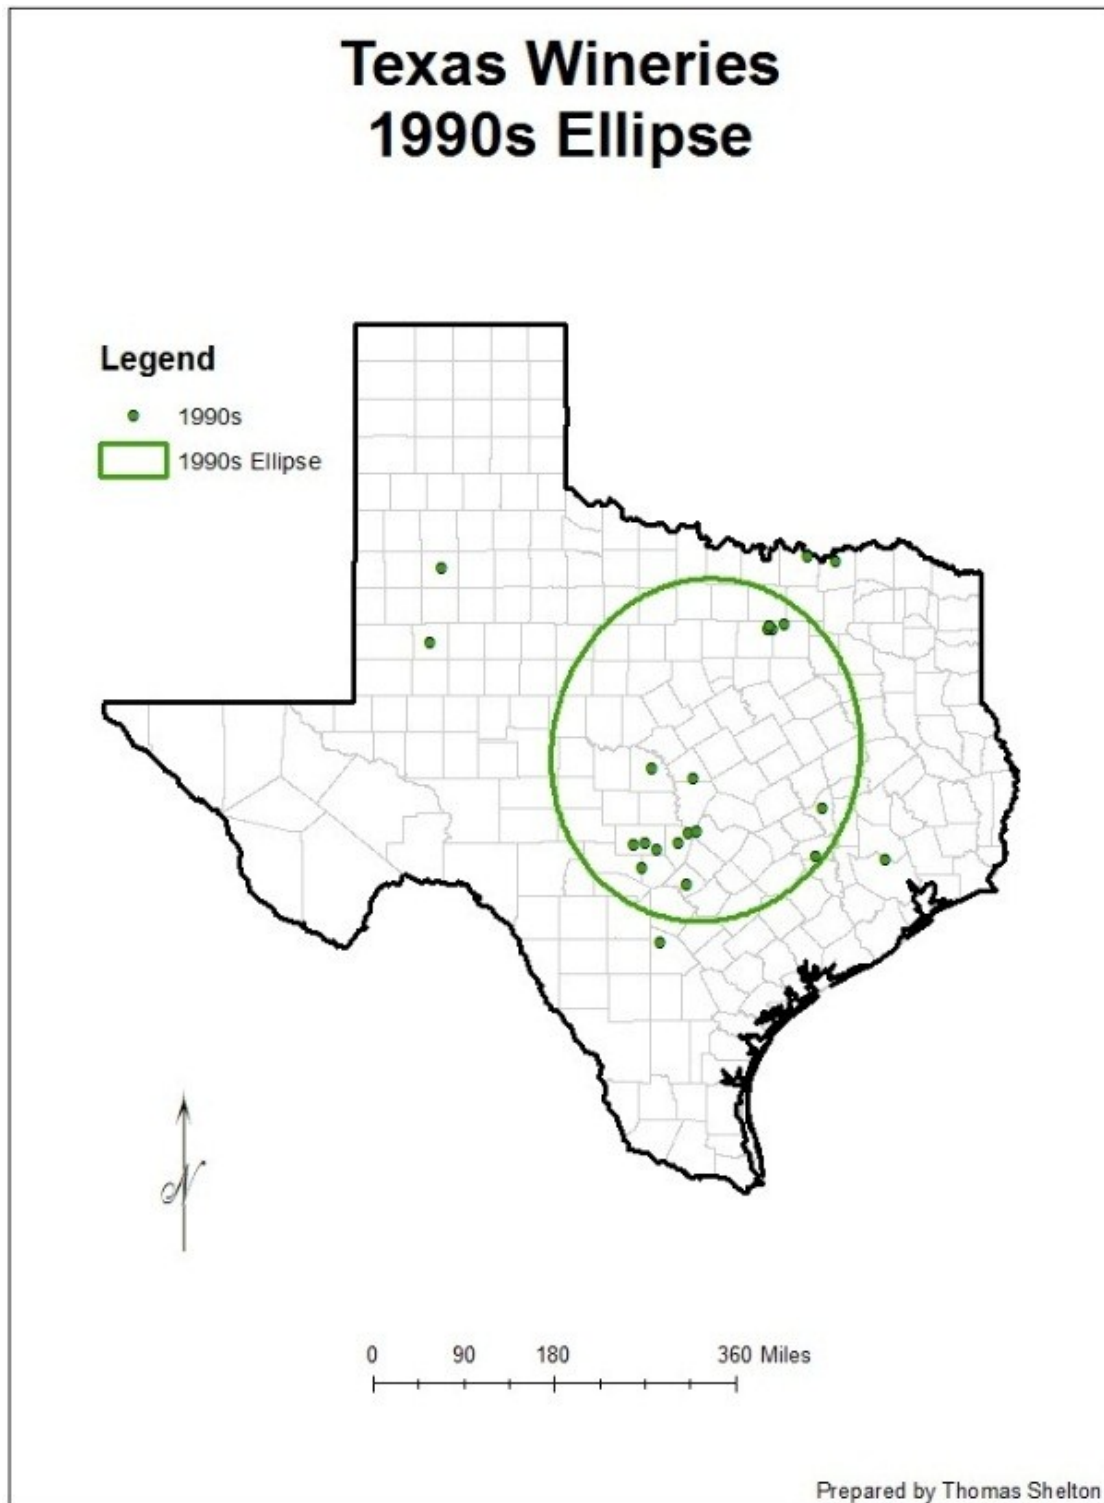 Texas Wineries
1990s Ellipse
Legend
1990s
1990s Ellipse
N
0 90 180 360 Miles
Prepared by Thomas Shelton